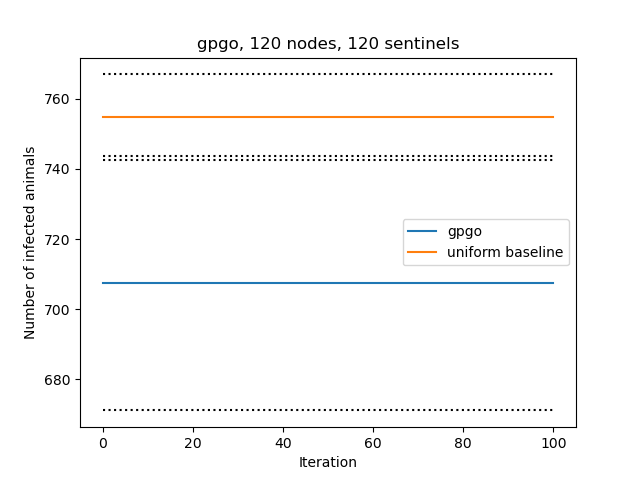 gpgo, 120 nodes, 120 sentinels
760
740
720
700
680
Number of infected animals
gpgo
uniform baseline
0 20 40 60 80 100
Iteration